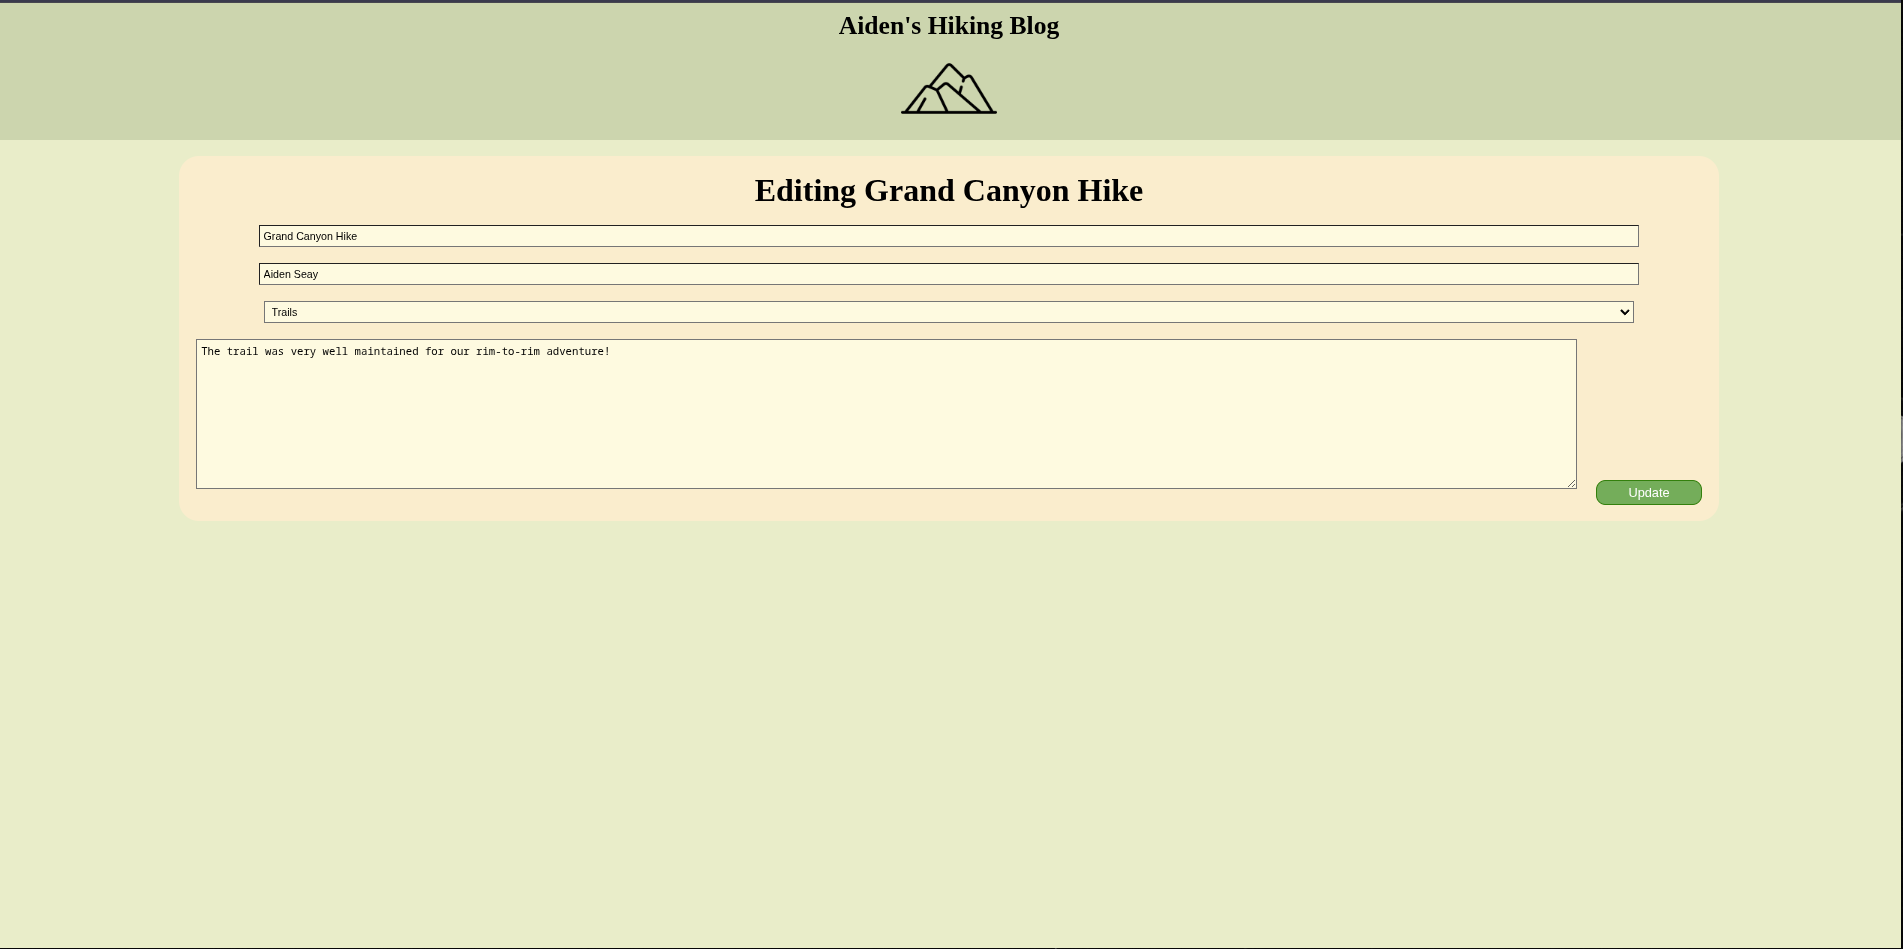 Aiden's Hiking Blog
Editing Grand Canyon Hike
Grand Canyon Hike
Aiden Seay
Trails
The trail was very well maintained for our rim-to-rim adventure!
Update